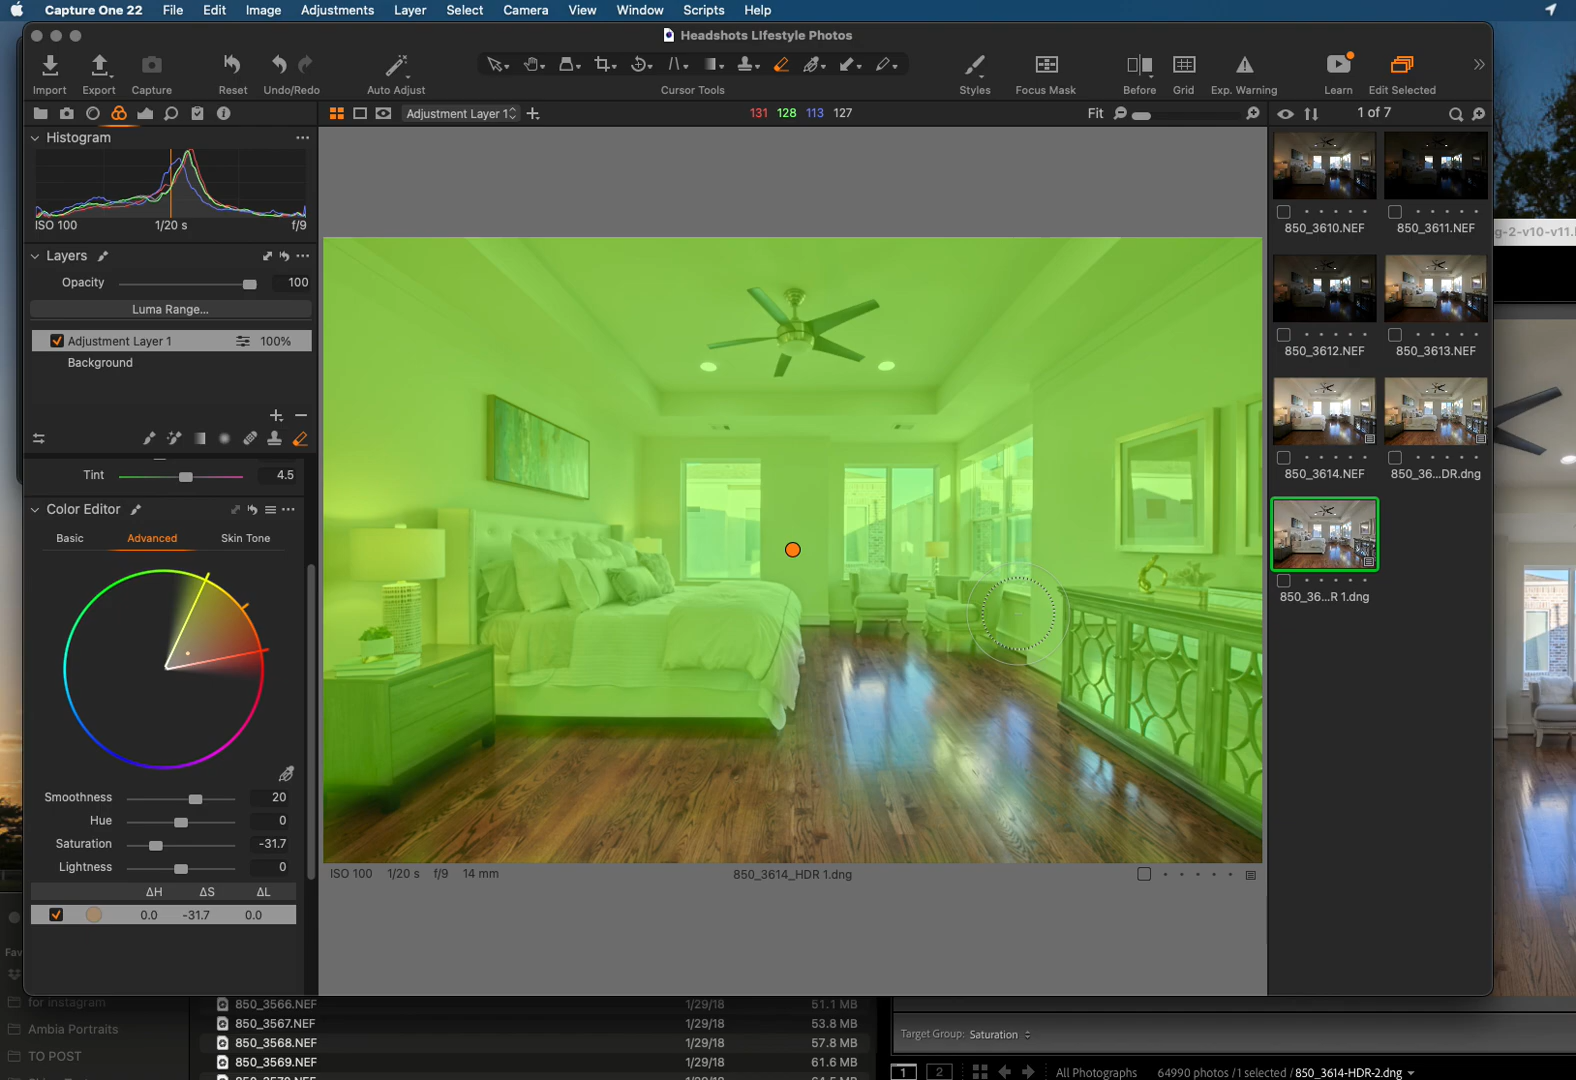 Capture One 22 File Edit Image Adjustments Layer Select Camera View Window Scripts Help
Headshots LIfestyle Photos
Import Export Capture Reset Undo/Redo Auto Adjust Cursor Tools Styles Focus Mask Before Grid Exp. Warning Learn Edit Selected
Adjustment Layer 1 131 128 113 127 Fit 1 of 7
Histogram
ISO 100 1/20 s f/9
Layers
Opacity 100
Luma Range...
Adjustment Layer 1 100%
Background
Tint 4.5
Color Editor
Basic Advanced Skin Tone
Smoothness 20
Hue 0
Saturation -31.7
Lightness 0
ΔH ΔS ΔL
0.0 -31.7 0.0
ISO 100 1/20 s f/9 14 mm 850_3614_HDR 1.dng
850_3610.NEF 850_3611.NEF
850_3612.NEF 850_3613.NEF
850_3614.NEF 850_36...DR.dng
850_36...R 1.dng
g-2-v10-v11.
Fav
for instagram
Ambia Portraits
TO POST
850_3566.NEF 1/29/18 51.1 MB
850_3567.NEF 1/29/18 53.8 MB
850_3568.NEF 1/29/18 57.8 MB
850_3569.NEF 1/29/18 61.6 MB
Target Group: Saturation
1 2 All Photographs 64990 photos / 1 selected / 850_3614-HDR-2.dng